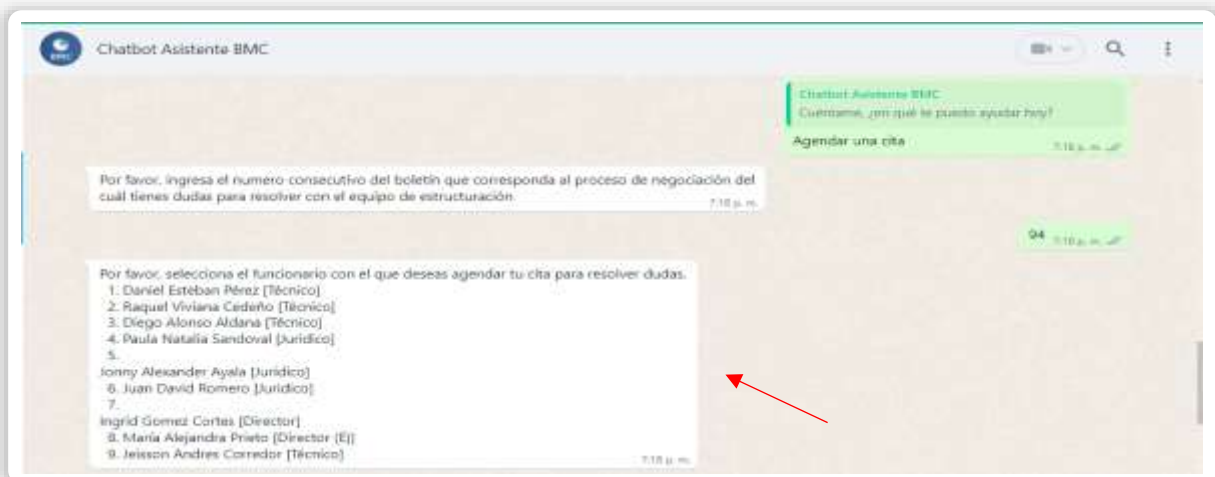 BMC
Chatbot Asistente BMC
Chatbot Asistente BMC
Cuéntame, ¿en qué te puedo ayudar hoy?
Agendar una cita
7:18 p. m.
Por favor, ingresa el numero consecutivo del boletín que corresponda al proceso de negociación del
cuál tienes dudas para resolver con el equipo de estructuración
7:18 p. m.
94
7:18 p. m.
Por favor, selecciona el funcionario con el que deseas agendar tu cita para resolver dudas.
1. Daniel Esteban Pérez [Técnico]
2. Raquel Viviana Cedeño [Técnico]
3. Diego Alonso Aldana [Técnico]
4. Paula Natalia Sandoval [Jurídico]
5.
Jonny Alexander Ayala [Jurídico]
6. Juan David Romero [Jurídico]
7.
Ingrid Gomez Cortes [Director]
8. María Alejandra Prieto [Director (E)]
9. Jeisson Andres Corredor [Técnico]
7:18 p. m.